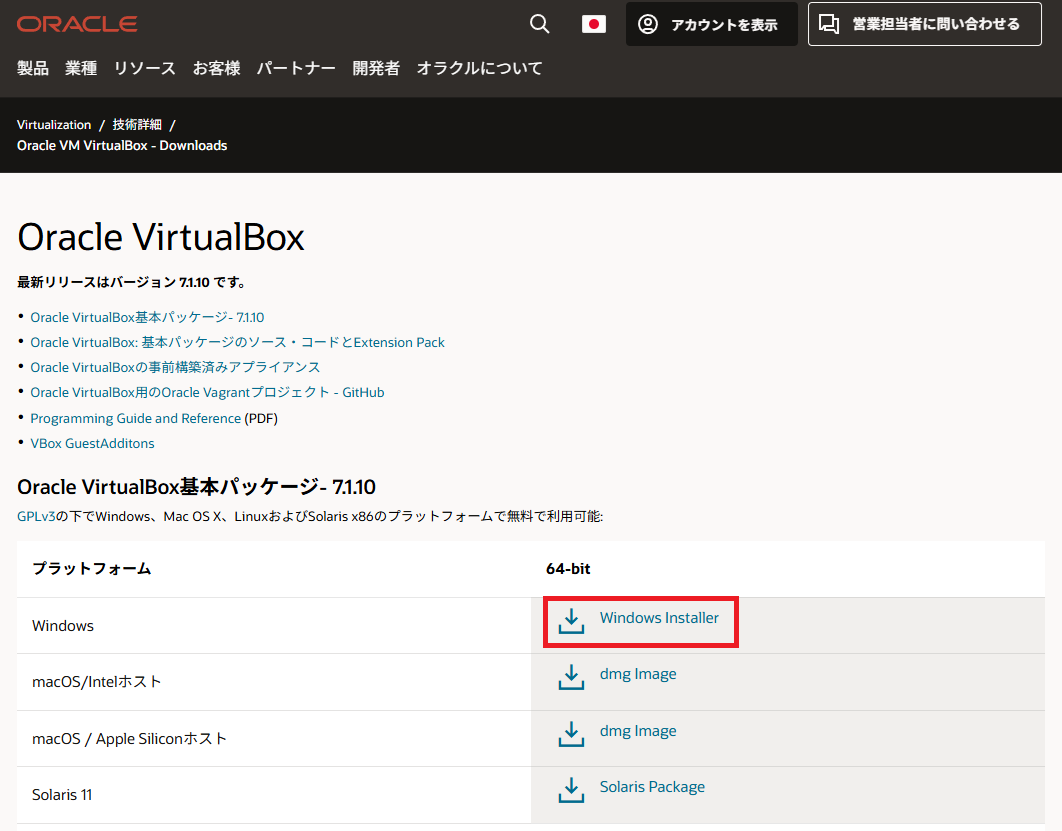 ORACLE
アカウントを表示
営業担当者に問い合わせる
製品 業種 リソース お客様 パートナー 開発者 オラクルについて
Virtualization / 技術詳細 /
Oracle VM VirtualBox - Downloads
Oracle VirtualBox
最新リリースはバージョン 7.1.10 です。
• Oracle VirtualBox基本パッケージ- 7.1.10
• Oracle VirtualBox: 基本パッケージのソース・コードとExtension Pack
• Oracle VirtualBoxの事前構築済みアプライアンス
• Oracle VirtualBox用のOracle Vagrantプロジェクト - GitHub
• Programming Guide and Reference (PDF)
• VBox GuestAdditons
Oracle VirtualBox基本パッケージ- 7.1.10
GPLv3の下でWindows、Mac OS X、LinuxおよびSolaris x86のプラットフォームで無料で利用可能:
プラットフォーム 64-bit
Windows Windows Installer
macOS/Intelホスト dmg Image
macOS / Apple Siliconホスト dmg Image
Solaris 11 Solaris Package